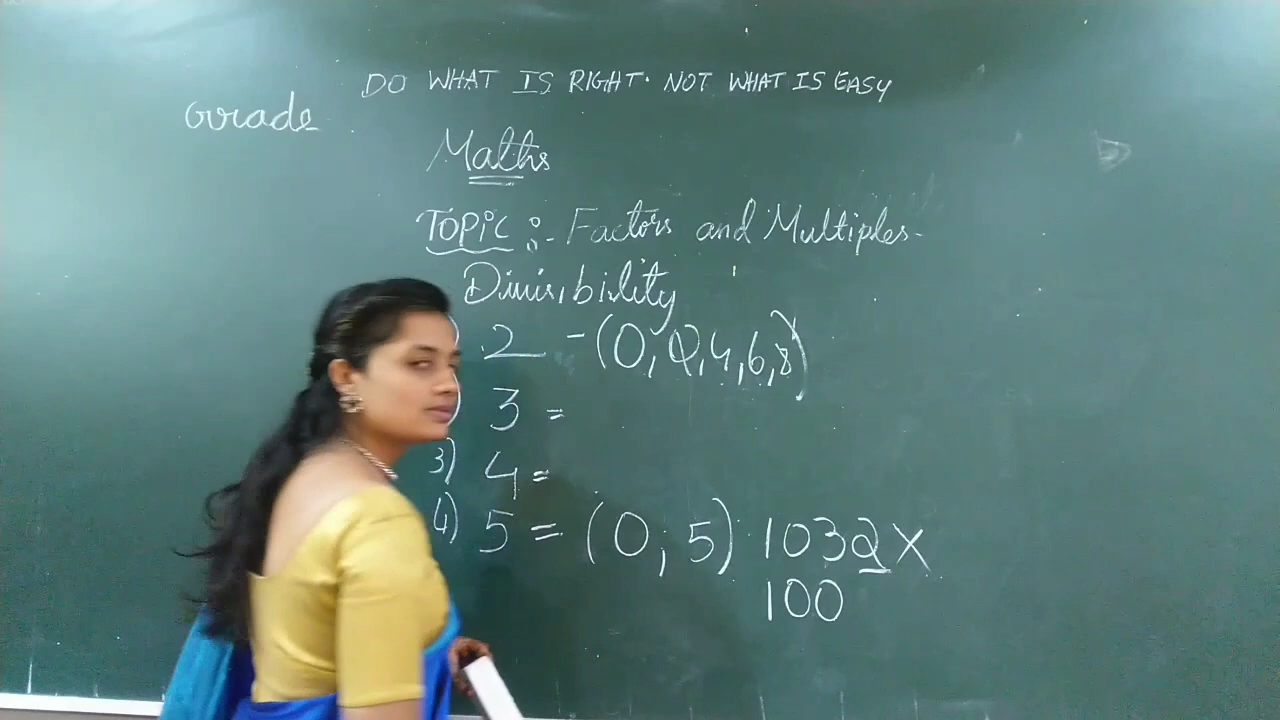 DO WHAT IS RIGHT. NOT WHAT IS EASY
Grade
Maths
TOPIC :- Factors and Multiples-
Divisibility
) 2 - (0, 2, 4, 6, 8)
) 3 =
3) 4 =
4) 5 = (0, 5) 1032 X
100